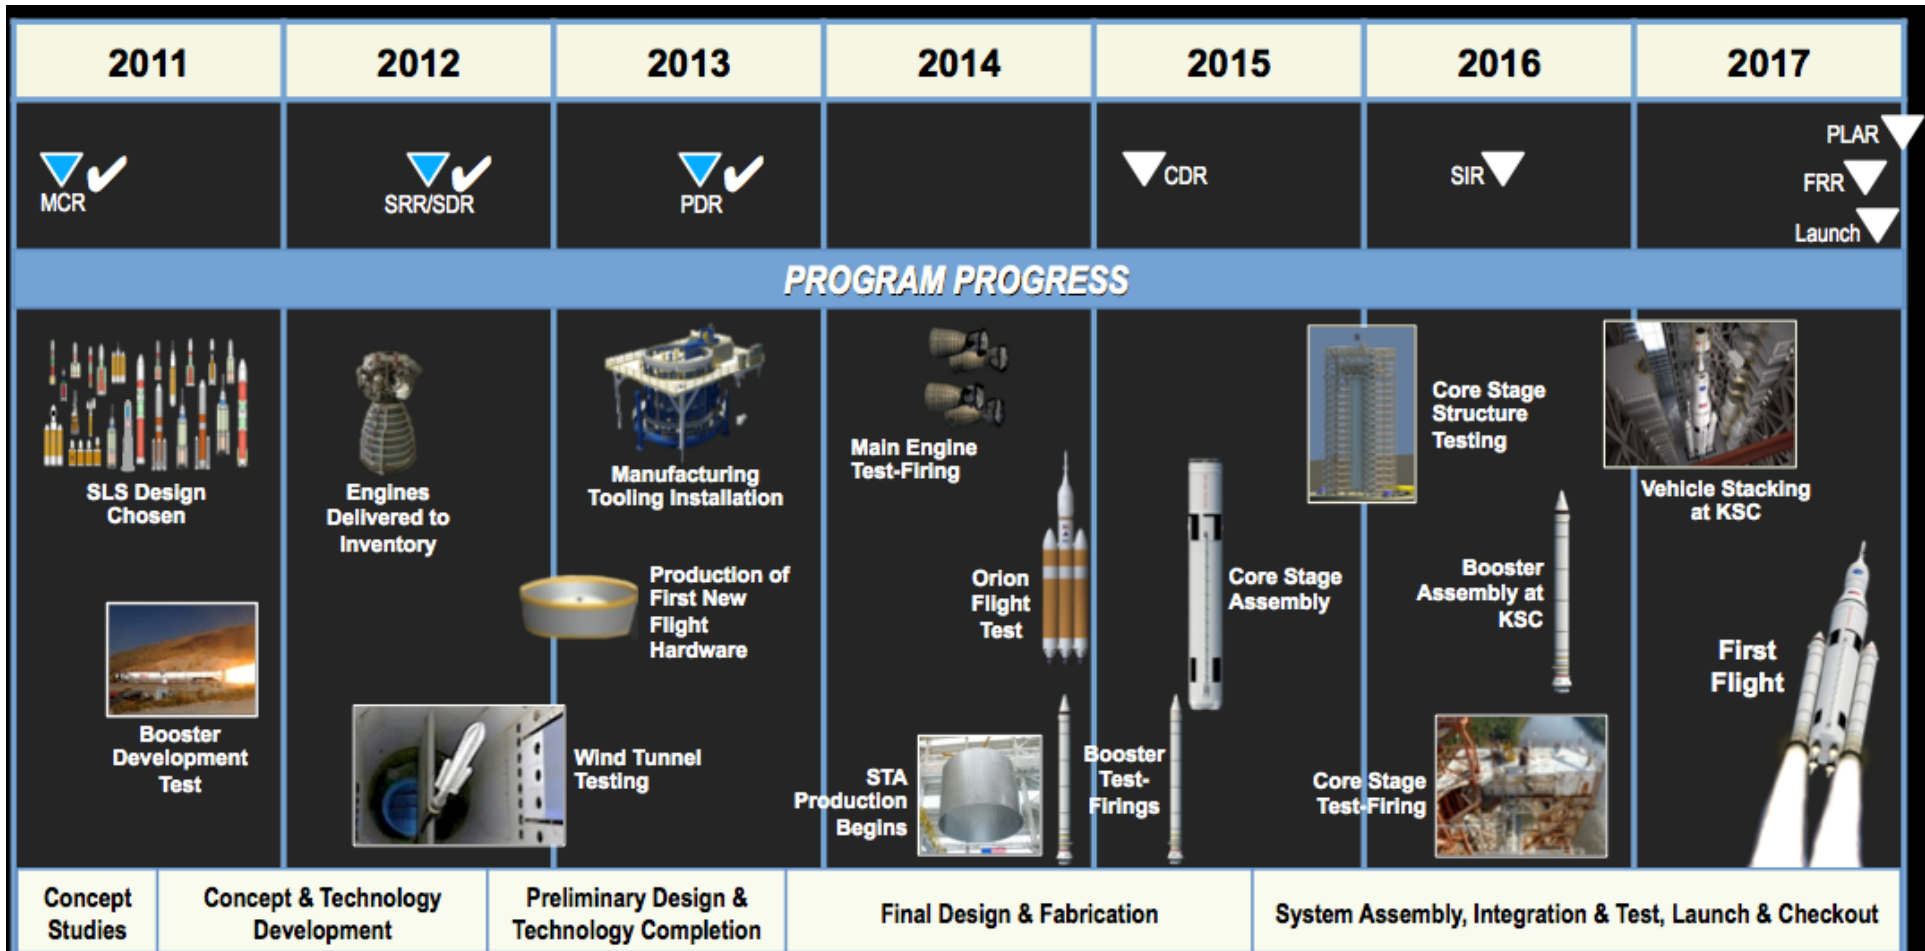 2011 2012 2013 2014 2015 2016 2017
MCR
SRR/SDR
PDR
CDR
SIR
PLAR
FRR
Launch
PROGRAM PROGRESS
SLS Design
Chosen
Booster
Development
Test
Engines
Delivered to
Inventory
Wind Tunnel
Testing
Manufacturing
Tooling Installation
Production of
First New
Flight
Hardware
Main Engine
Test-Firing
Orion
Flight
Test
STA
Production
Begins
Booster
Test-
Firings
Core Stage
Assembly
Core Stage
Structure
Testing
Booster
Assembly at
KSC
Core Stage
Test-Firing
Vehicle Stacking
at KSC
First
Flight
Concept
Studies
Concept & Technology
Development
Preliminary Design &
Technology Completion
Final Design & Fabrication
System Assembly, Integration & Test, Launch & Checkout